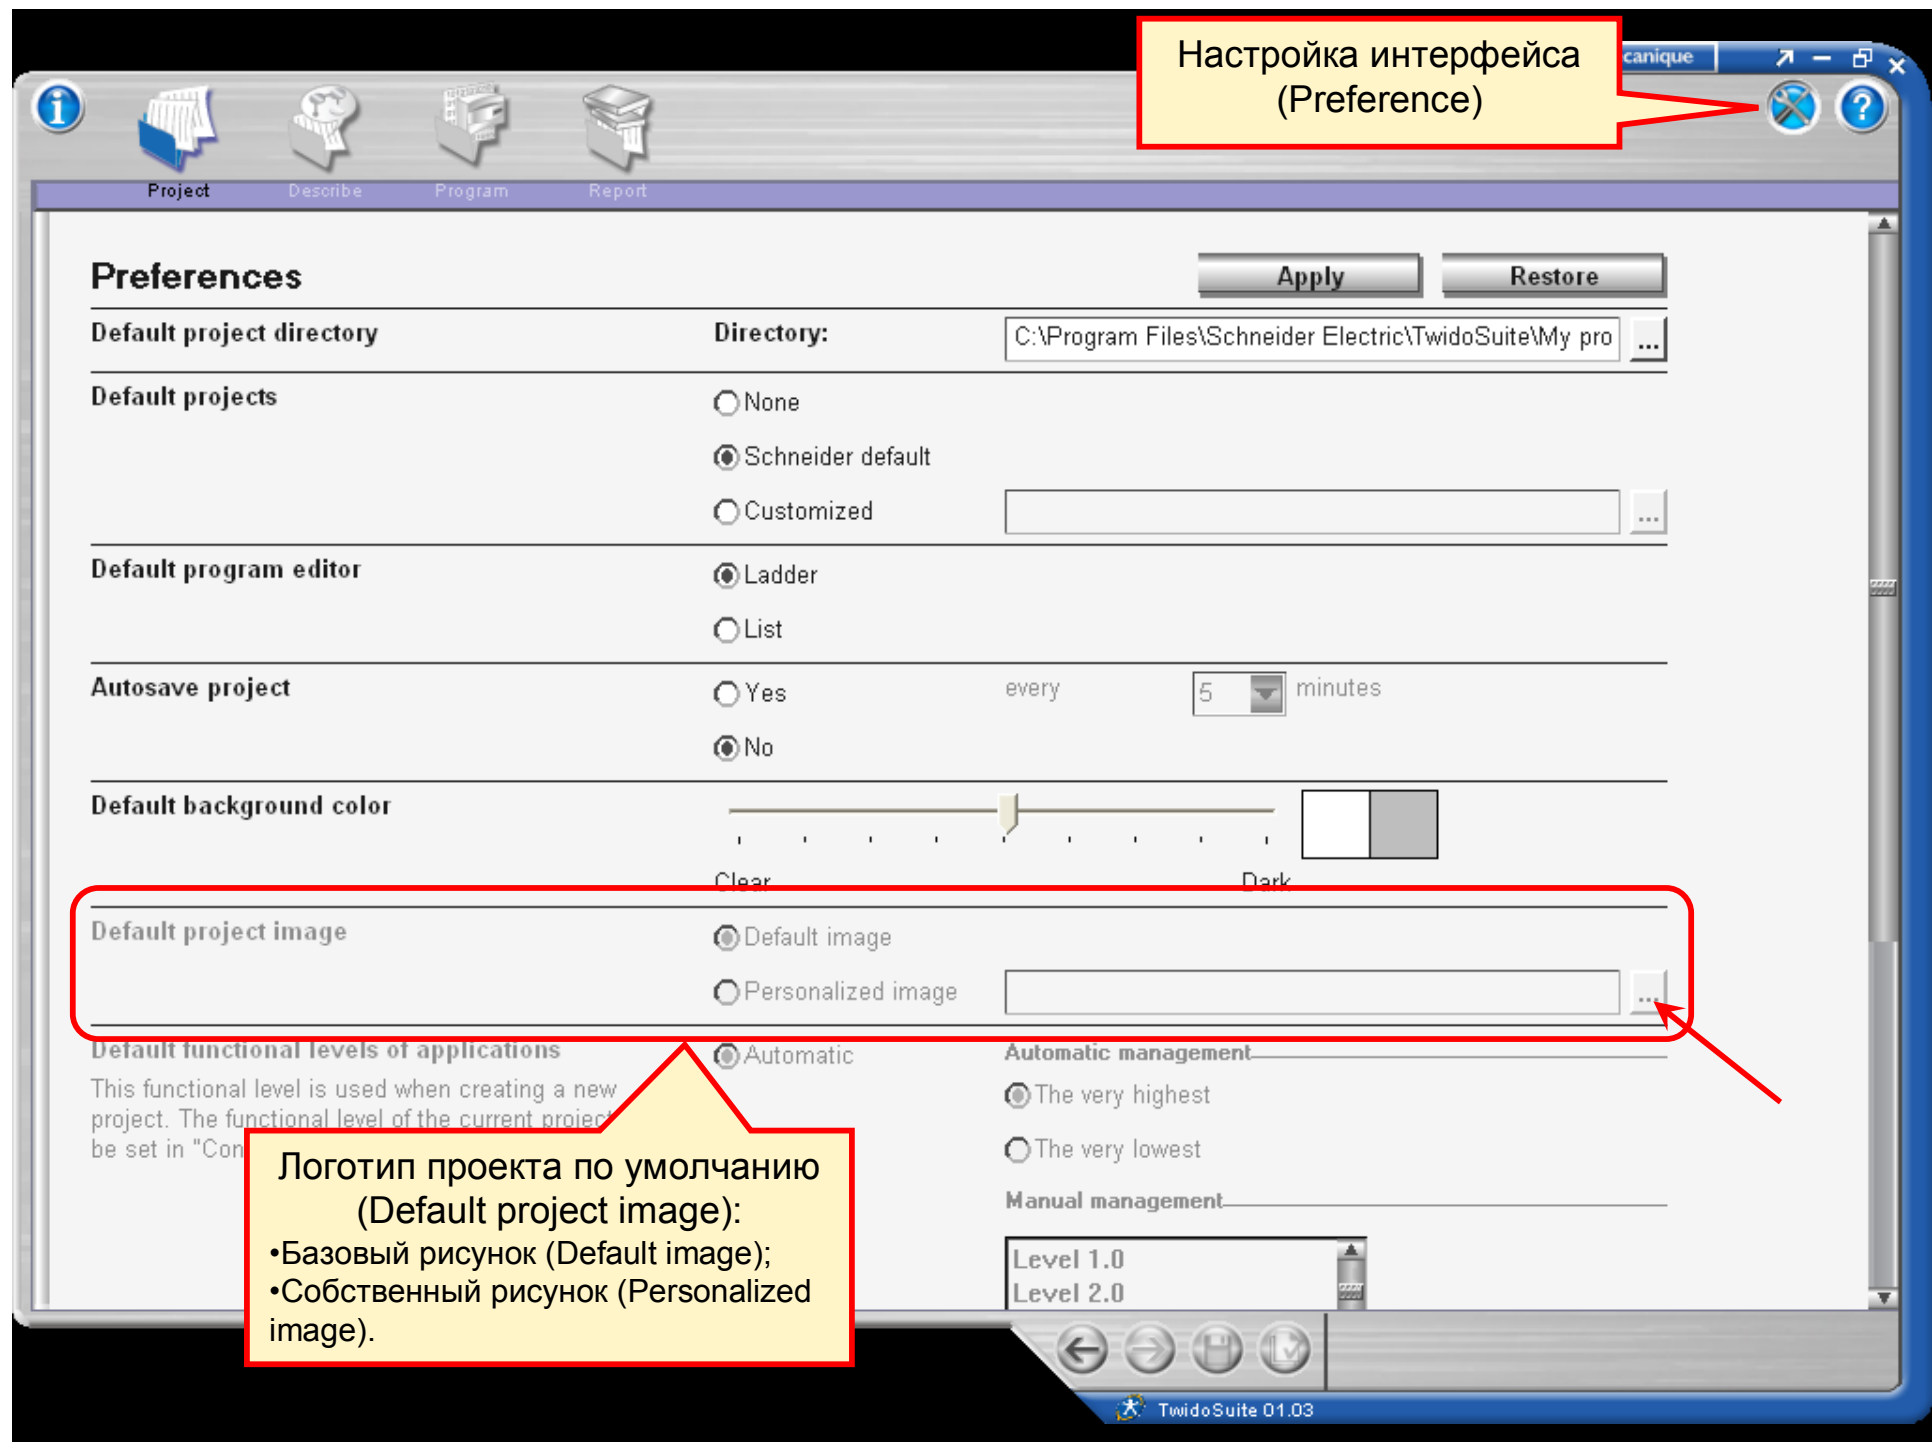 Настройка интерфейса
(Preference)
canique
Project
Describe
Program
Report
Preferences
Apply
Restore
Default project directory
Directory:
C:\Program Files\Schneider Electric\TwidoSuite\My pro
...
Default projects
None
Schneider default
Customized
...
Default program editor
Ladder
List
Autosave project
Yes
every
5
minutes
No
Default background color
Clear
Dark
Default project image
Default image
Personalized image
...
Default functional levels of applications
Automatic
Automatic management
This functional level is used when creating a new
The very highest
project. The functional level of the current project
be set in "Con
The very lowest
Manual management
Level 1.0
Level 2.0
Логотип проекта по умолчанию
(Default project image):
•Базовый рисунок (Default image);
•Собственный рисунок (Personalized
image).
TwidoSuite 01.03